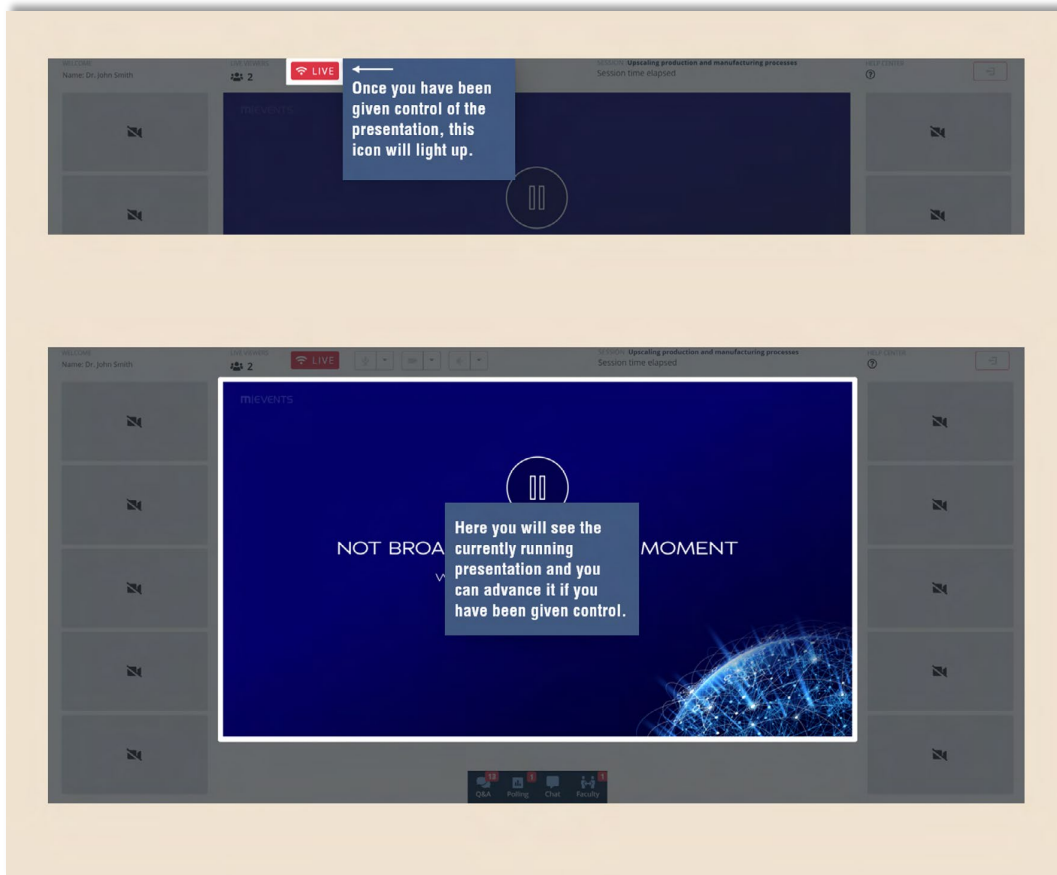 WELCOME
Name: Dr. John Smith
LIVE VIEWERS
2
LIVE
SESSION: Upscaling production and manufacturing processes
Session time elapsed
HELP CENTER
mIEVENTS
Once you have been
given control of the
presentation, this
icon will light up.
WELCOME
Name: Dr. John Smith
LIVE VIEWERS
2
LIVE
SESSION: Upscaling production and manufacturing processes
Session time elapsed
HELP CENTER
mIEVENTS
NOT BROA MOMENT
W
Here you will see the
currently running
presentation and you
can advance it if you
have been given control.
13 1 1
Q&A Polling Chat Faculty